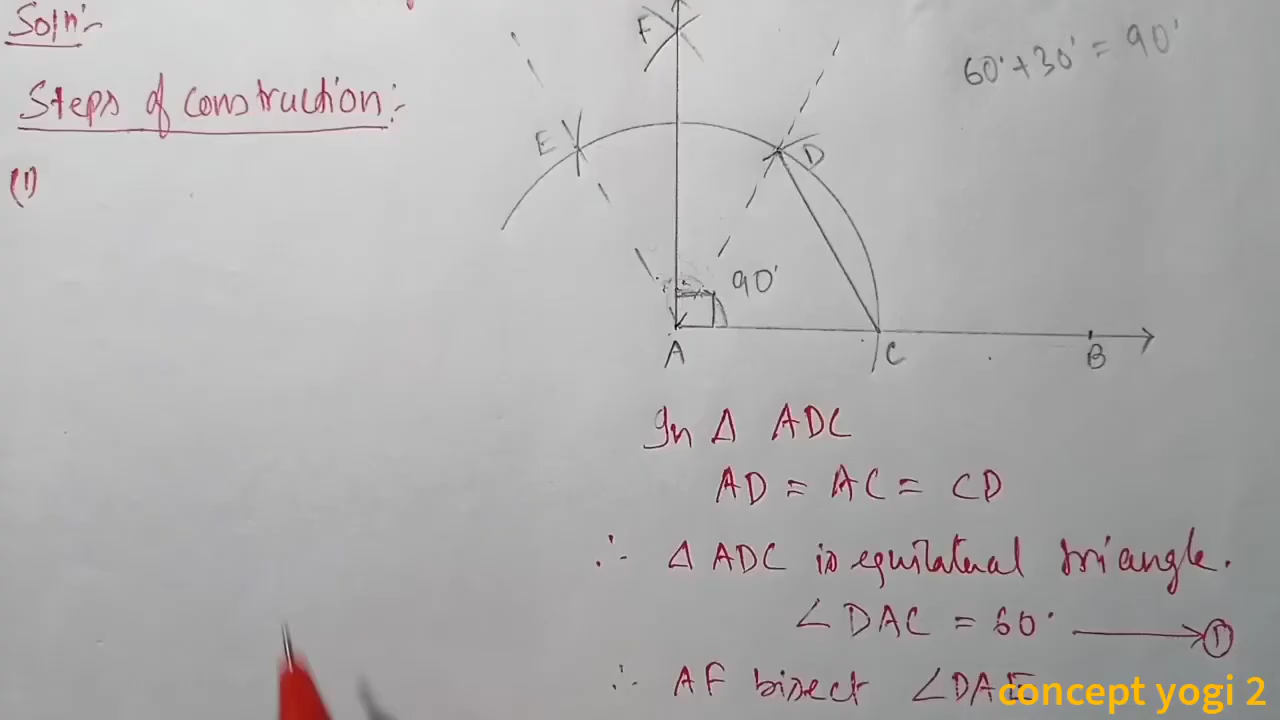 Soln:-
Steps of construction:-
(1)
F
60°+30° = 90°
E
D
90°
A
C
B
In Δ ADC
AD = AC = CD
∴ Δ ADC is equilateral triangle.
∠DAC = 60° ⟶ ①
∴ AF bisect ∠DAE
concept yogi 2